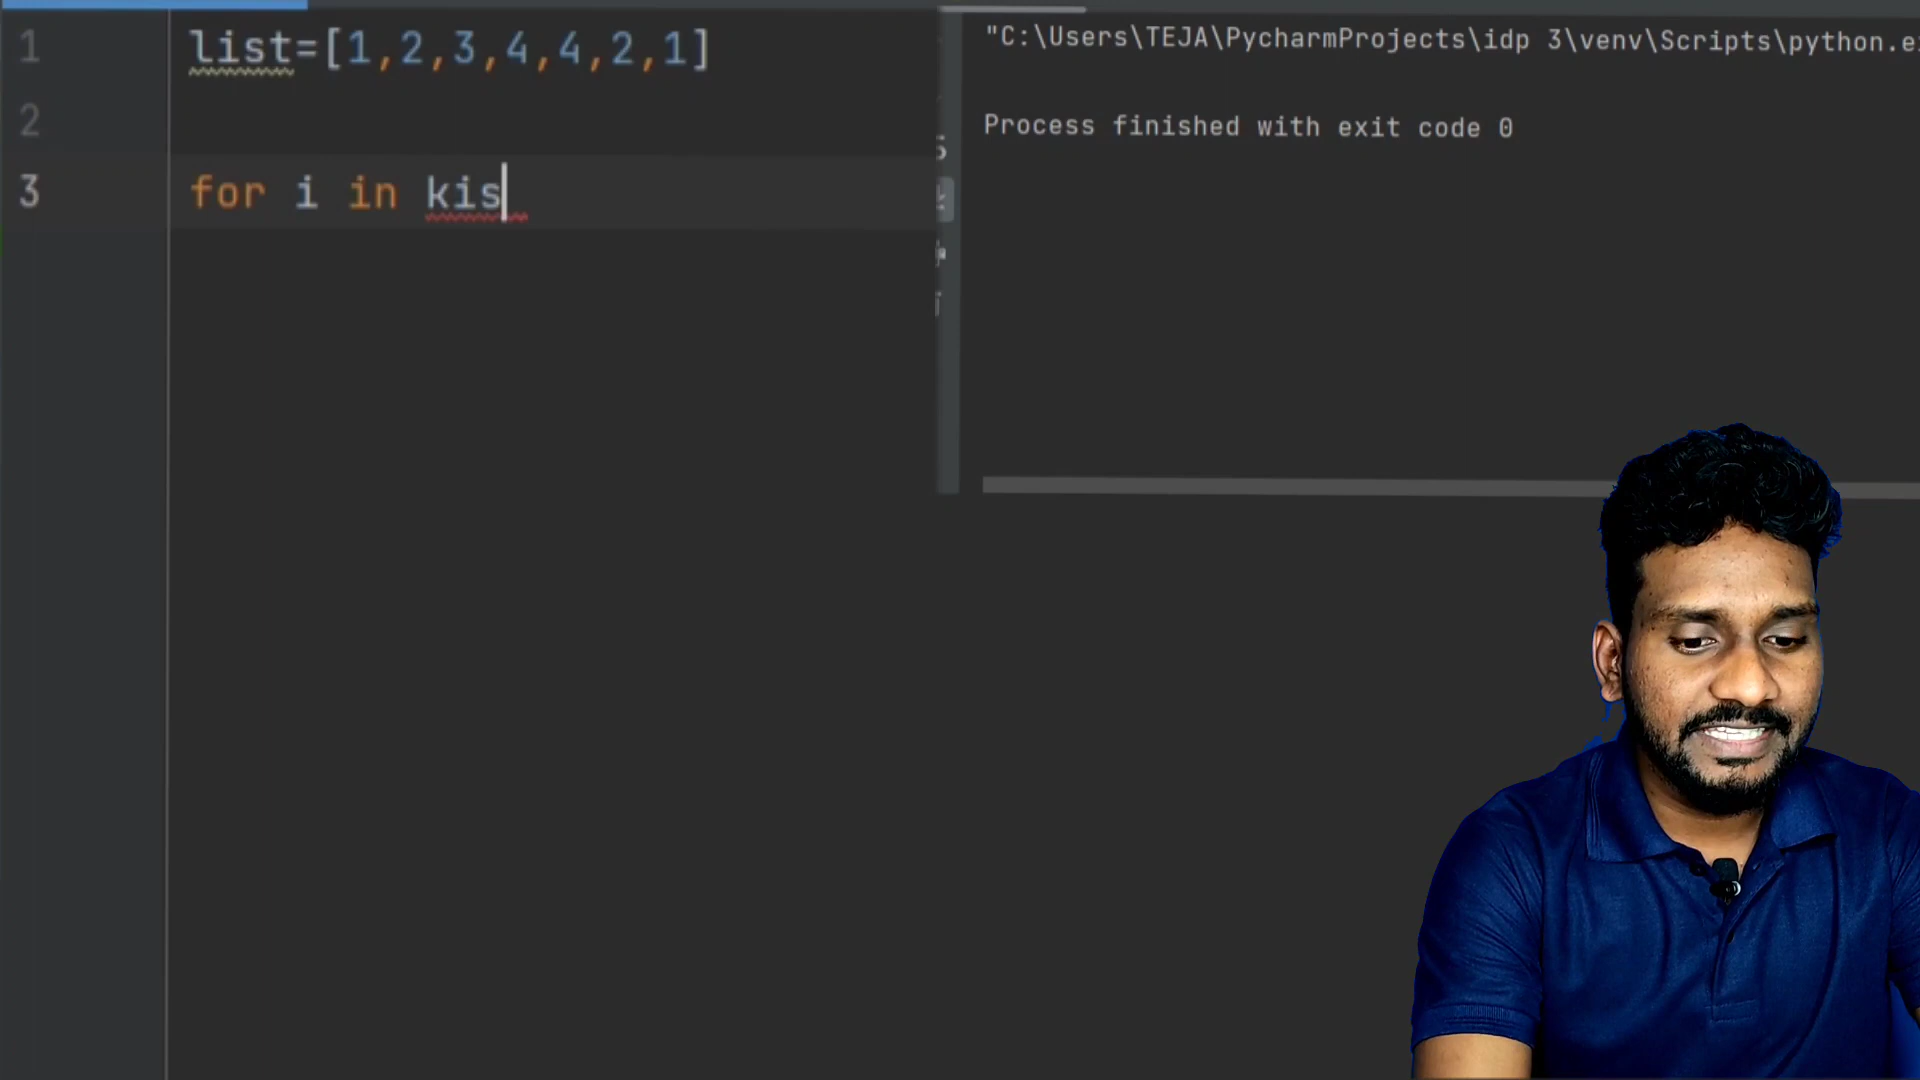 1 list=[1,2,3,4,4,2,1]
2
3 for i in kis
"C:\Users\TEJA\PycharmProjects\idp 3\venv\Scripts\python.e
Process finished with exit code 0